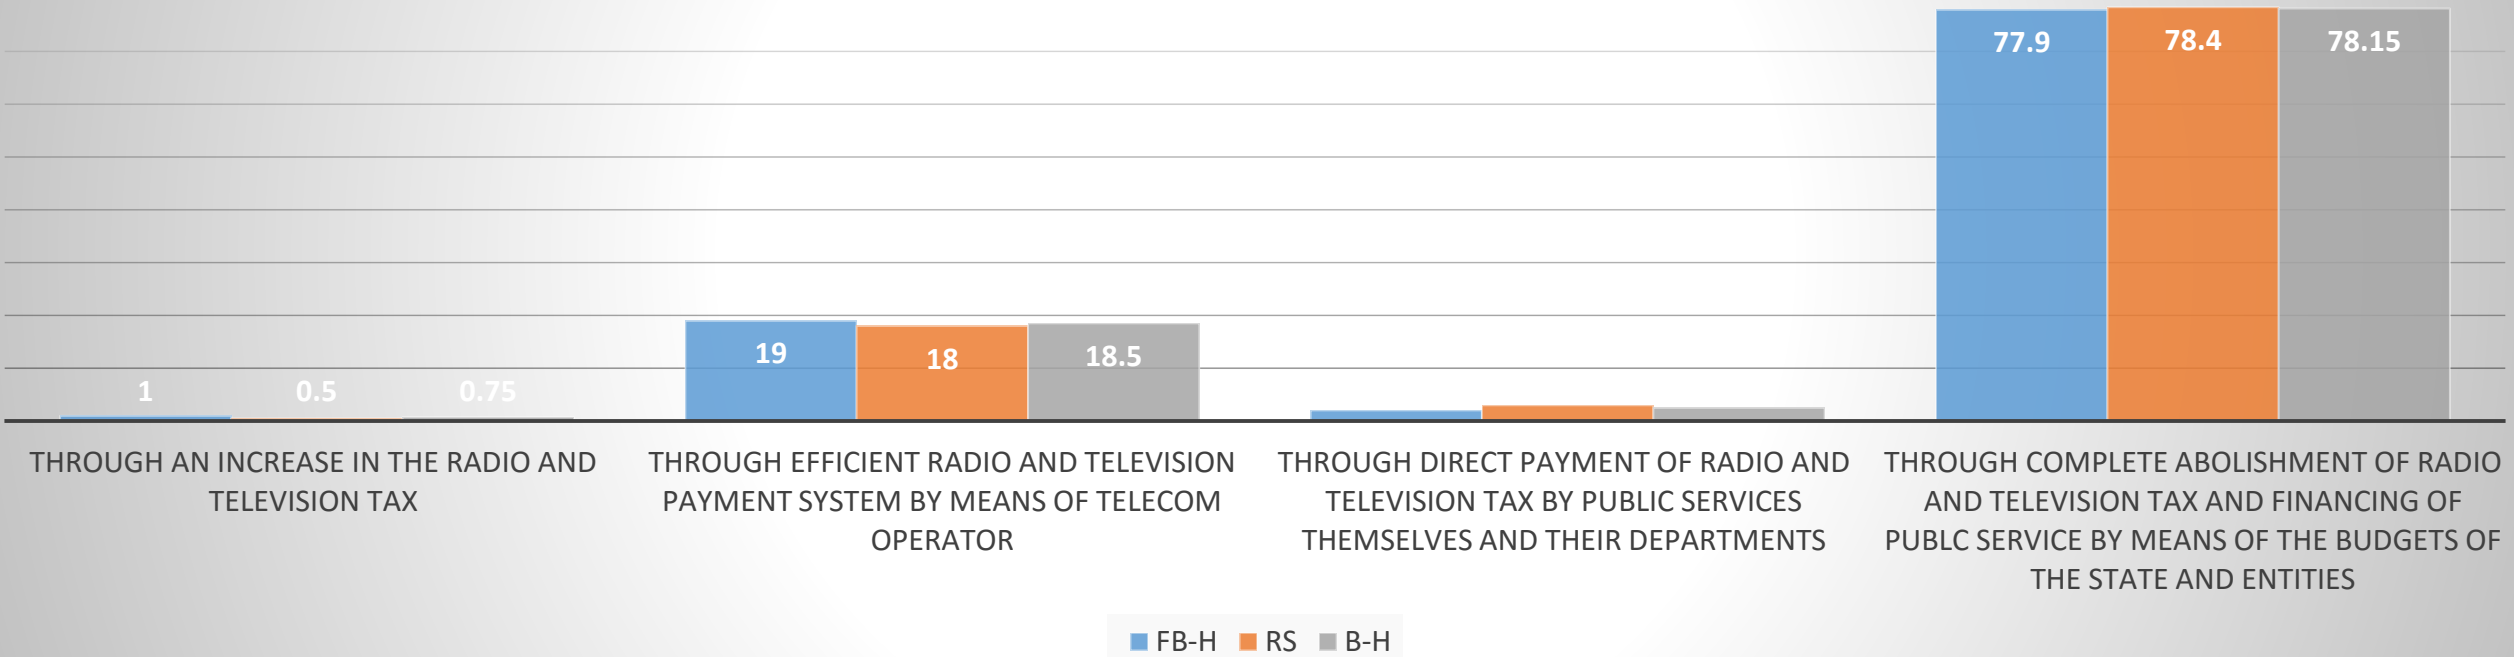 77.9 78.4 78.15
19 18 18.5
1 0.5 0.75
THROUGH AN INCREASE IN THE RADIO AND
TELEVISION TAX
THROUGH EFFICIENT RADIO AND TELEVISION
PAYMENT SYSTEM BY MEANS OF TELECOM
OPERATOR
THROUGH DIRECT PAYMENT OF RADIO AND
TELEVISION TAX BY PUBLIC SERVICES
THEMSELVES AND THEIR DEPARTMENTS
THROUGH COMPLETE ABOLISHMENT OF RADIO
AND TELEVISION TAX AND FINANCING OF
PUBLC SERVICE BY MEANS OF THE BUDGETS OF
THE STATE AND ENTITIES
FB-H RS B-H